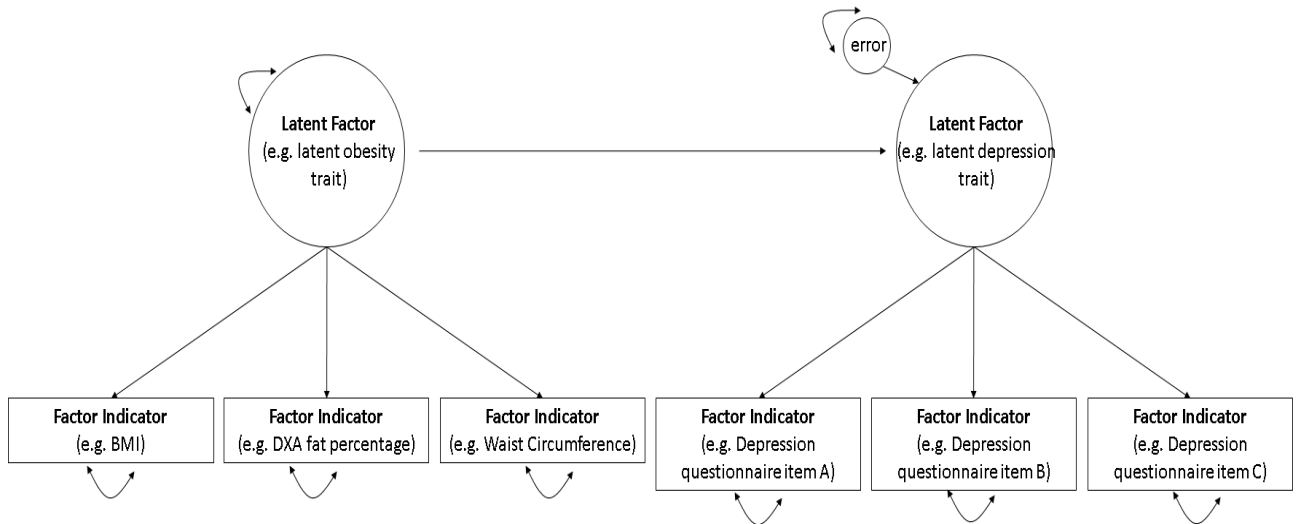 error
Latent Factor
(e.g. latent obesity
trait)
Latent Factor
(e.g. latent depression
trait)
Factor Indicator
(e.g. BMI)
Factor Indicator
(e.g. DXA fat percentage)
Factor Indicator
(e.g. Waist Circumference)
Factor Indicator
(e.g. Depression
questionnaire item A)
Factor Indicator
(e.g. Depression
questionnaire item B)
Factor Indicator
(e.g. Depression
questionnaire item C)